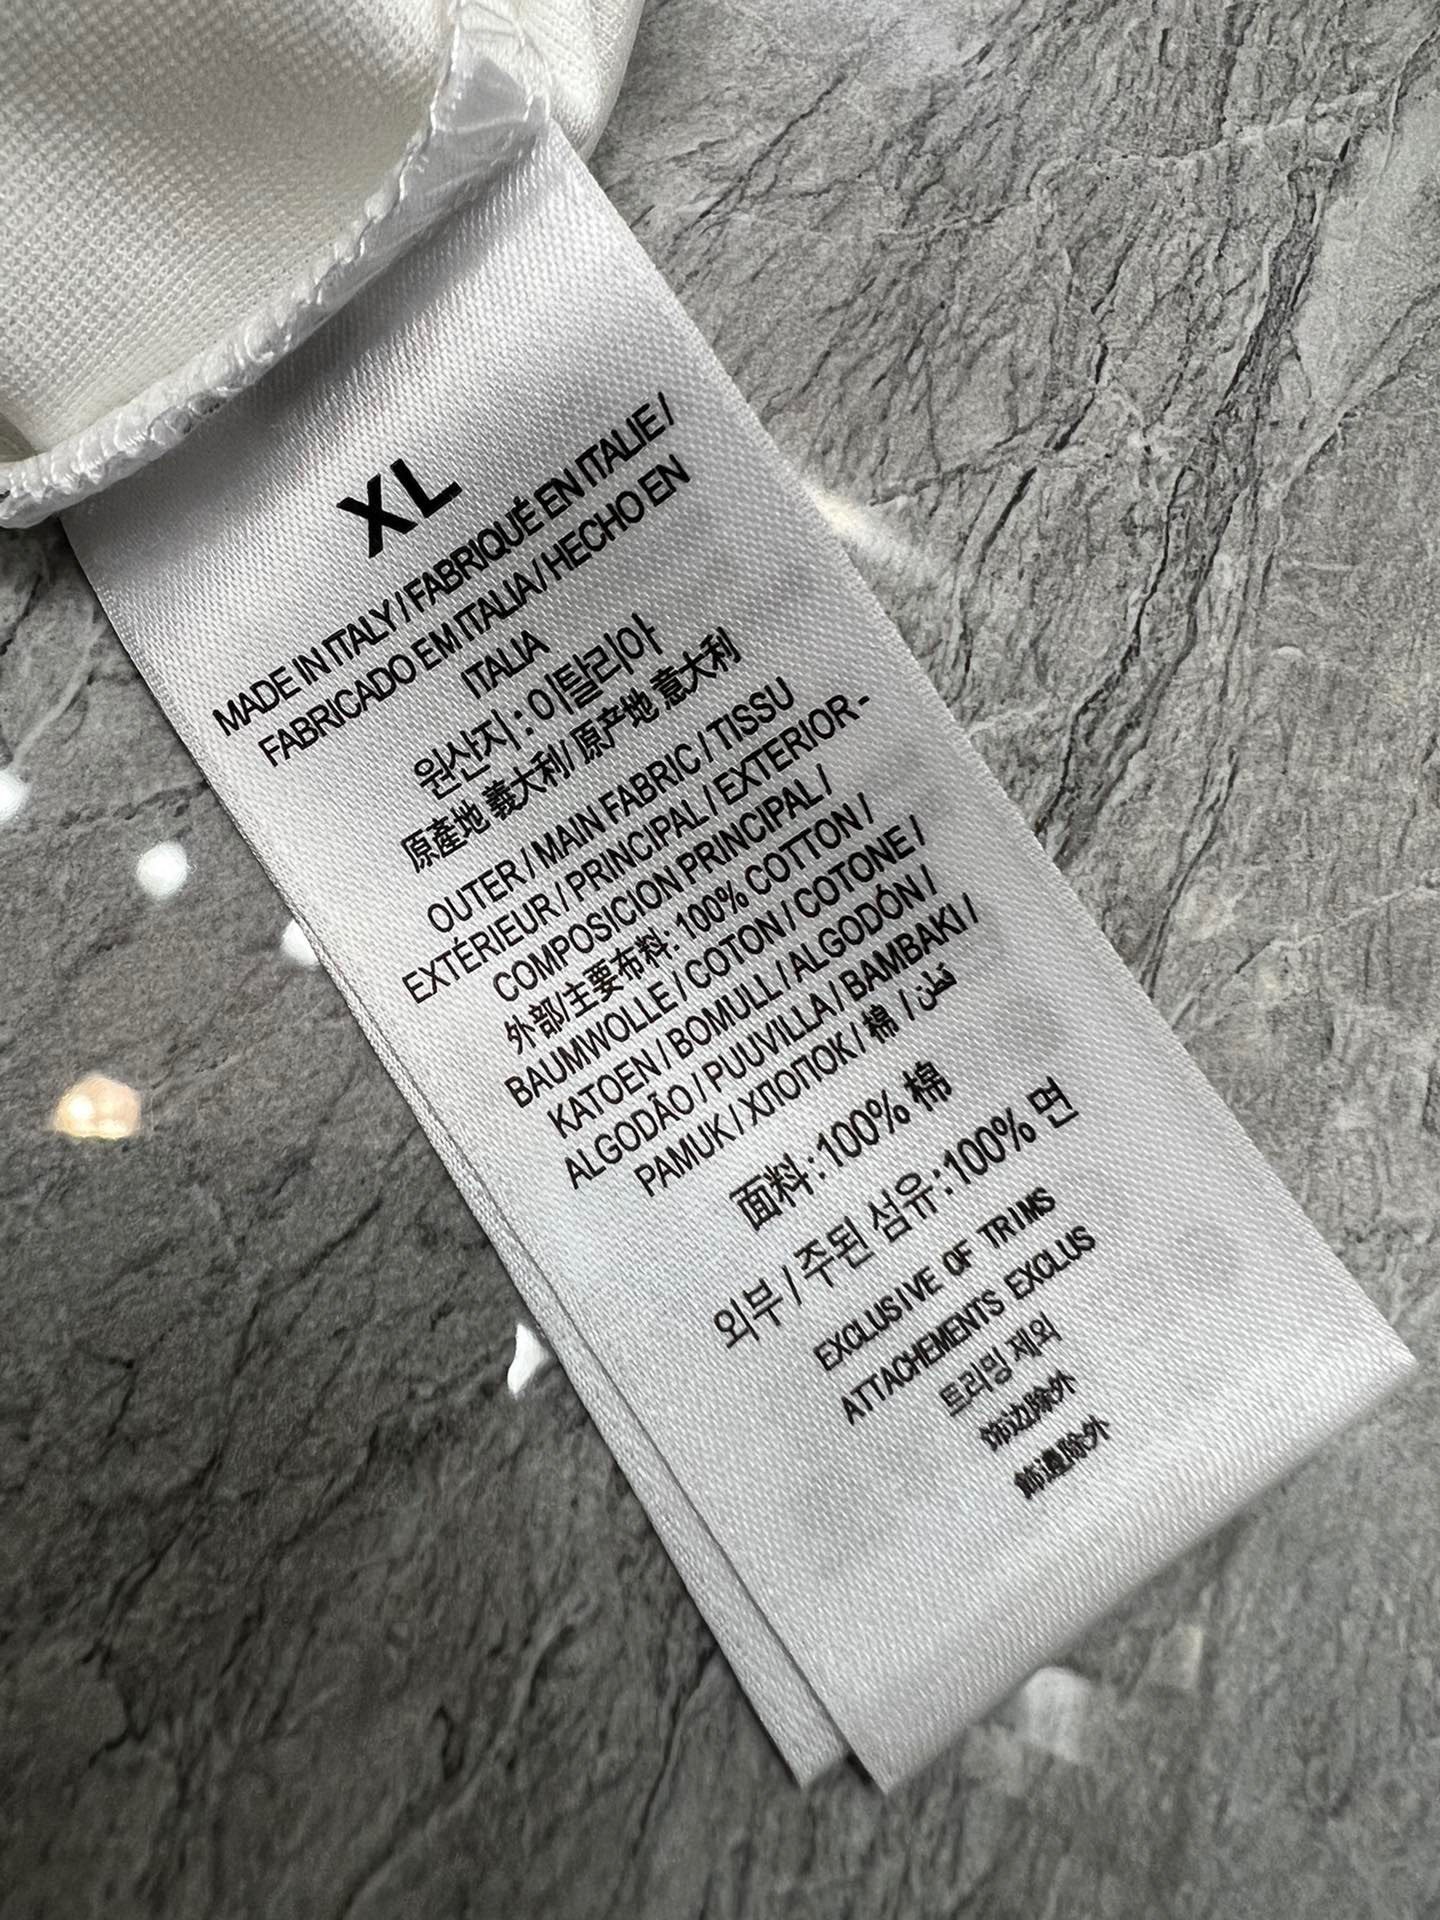 XL
MADE IN ITALY / FABRIQUÉ EN ITALIE /
FABRICADO EM ITALIA / HECHO EN
ITALIA
원산지 : 이탈리아
原產地 義大利/ 原产地 意大利
OUTER / MAIN FABRIC / TISSU
EXTÉRIEUR / PRINCIPAL / EXTERIOR -
COMPOSICION PRINCIPAL /
外部/主要布料: 100% COTTON /
BAUMWOLLE / COTON / COTONE /
KATOEN / BOMULL / ALGODÓN /
ALGODÃO / PUUVILLA / BAMBAKI /
PAMUK / ХЛОПОК / 棉 / قطن
面料 : 100% 棉
외부 / 주된 섬유 : 100% 면
EXCLUSIVE OF TRIMS
ATTACHEMENTS EXCLUS
트리밍 제외
饰边除外
飾邊除外